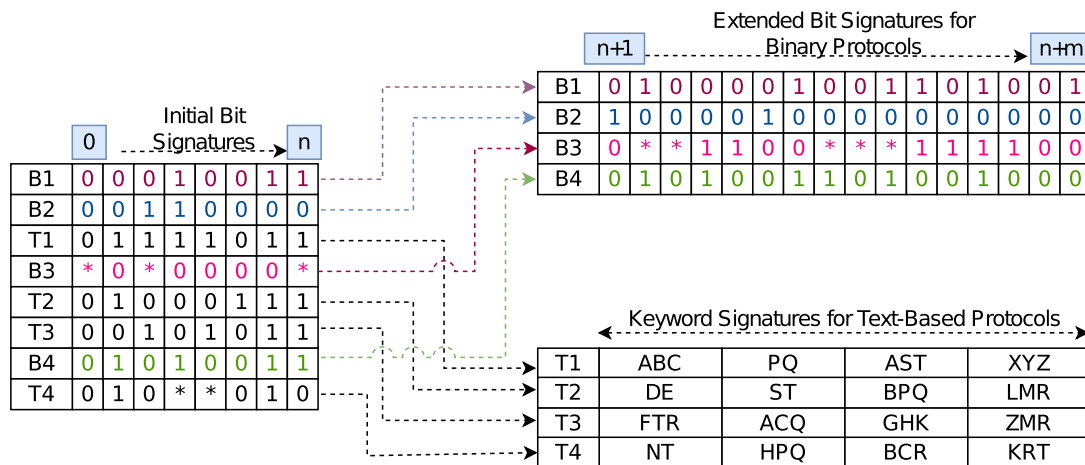 Extended Bit Signatures for
Binary Protocols
n+1
n+m
B1 0 1 0 0 0 0 1 0 0 1 1 0 1 0 0 1
B2 1 0 0 0 0 1 0 0 0 0 0 0 0 0 0 0
B3 0 * * 1 1 0 0 * * * 1 1 1 1 0 0
B4 0 1 0 1 0 0 1 1 0 1 0 0 1 0 0 0
Initial Bit
Signatures
0
n
B1 0 0 0 1 0 0 1 1
B2 0 0 1 1 0 0 0 0
T1 0 1 1 1 1 0 1 1
B3 * 0 * 0 0 0 0 *
T2 0 1 0 0 0 1 1 1
T3 0 0 1 0 1 0 1 1
B4 0 1 0 1 0 0 1 1
T4 0 1 0 * * 0 1 0
Keyword Signatures for Text-Based Protocols
T1 ABC PQ AST XYZ
T2 DE ST BPQ LMR
T3 FTR ACQ GHK ZMR
T4 NT HPQ BCR KRT